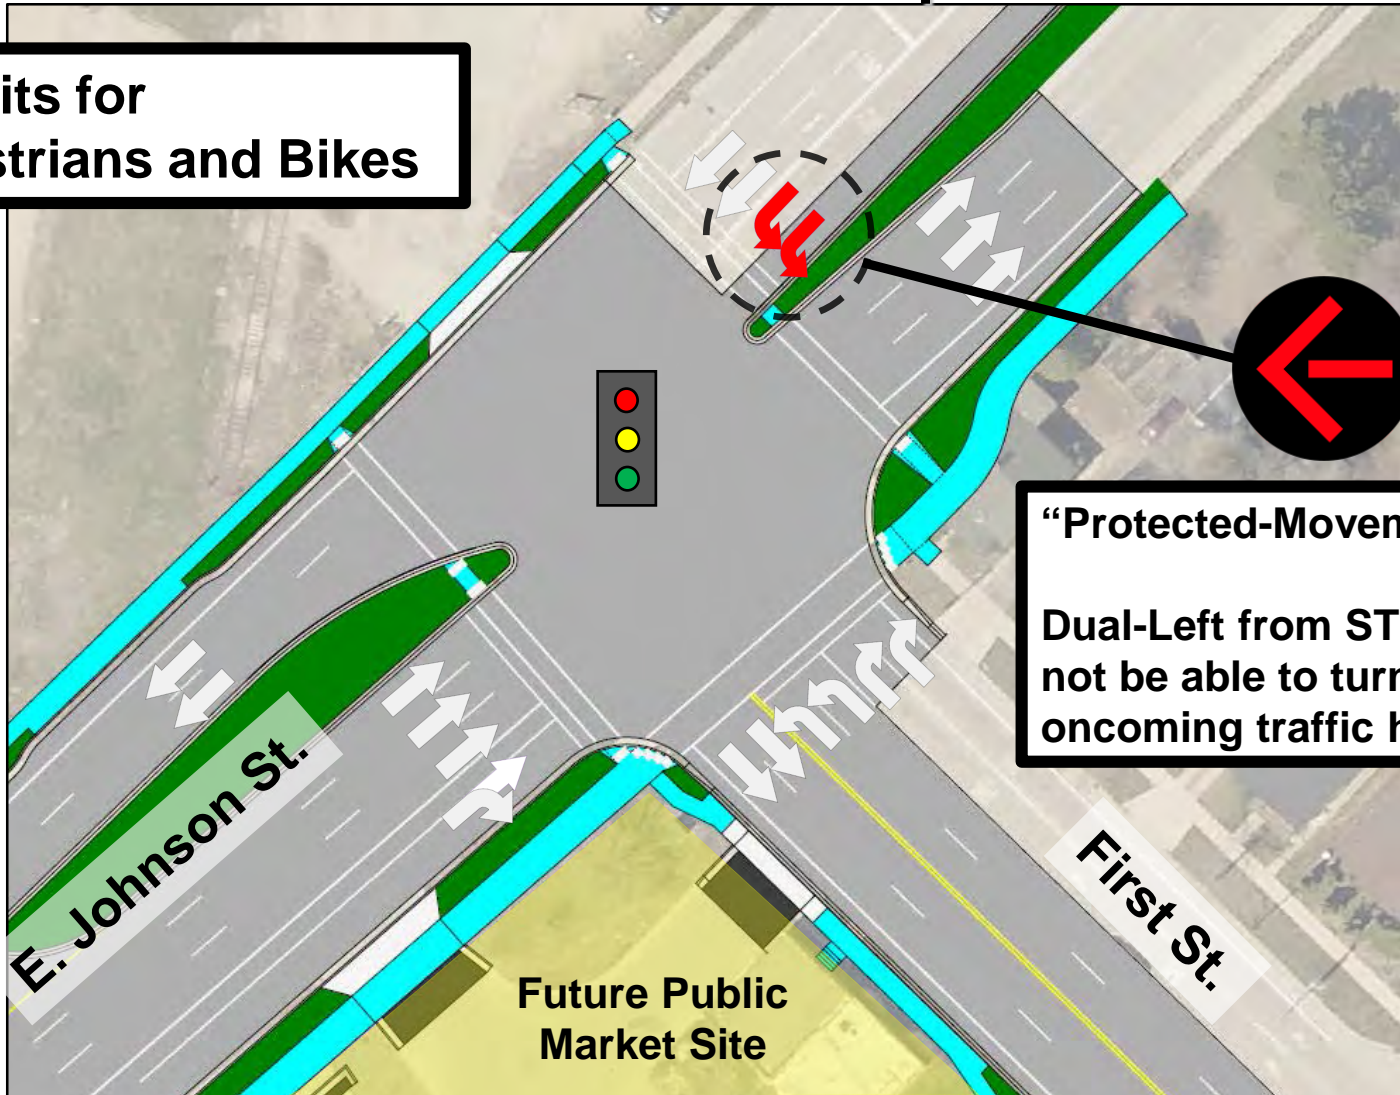 its for
strians and Bikes
“Protected-Movem
Dual-Left from ST
not be able to turn
oncoming traffic h
E. Johnson St.
First St.
Future Public
Market Site